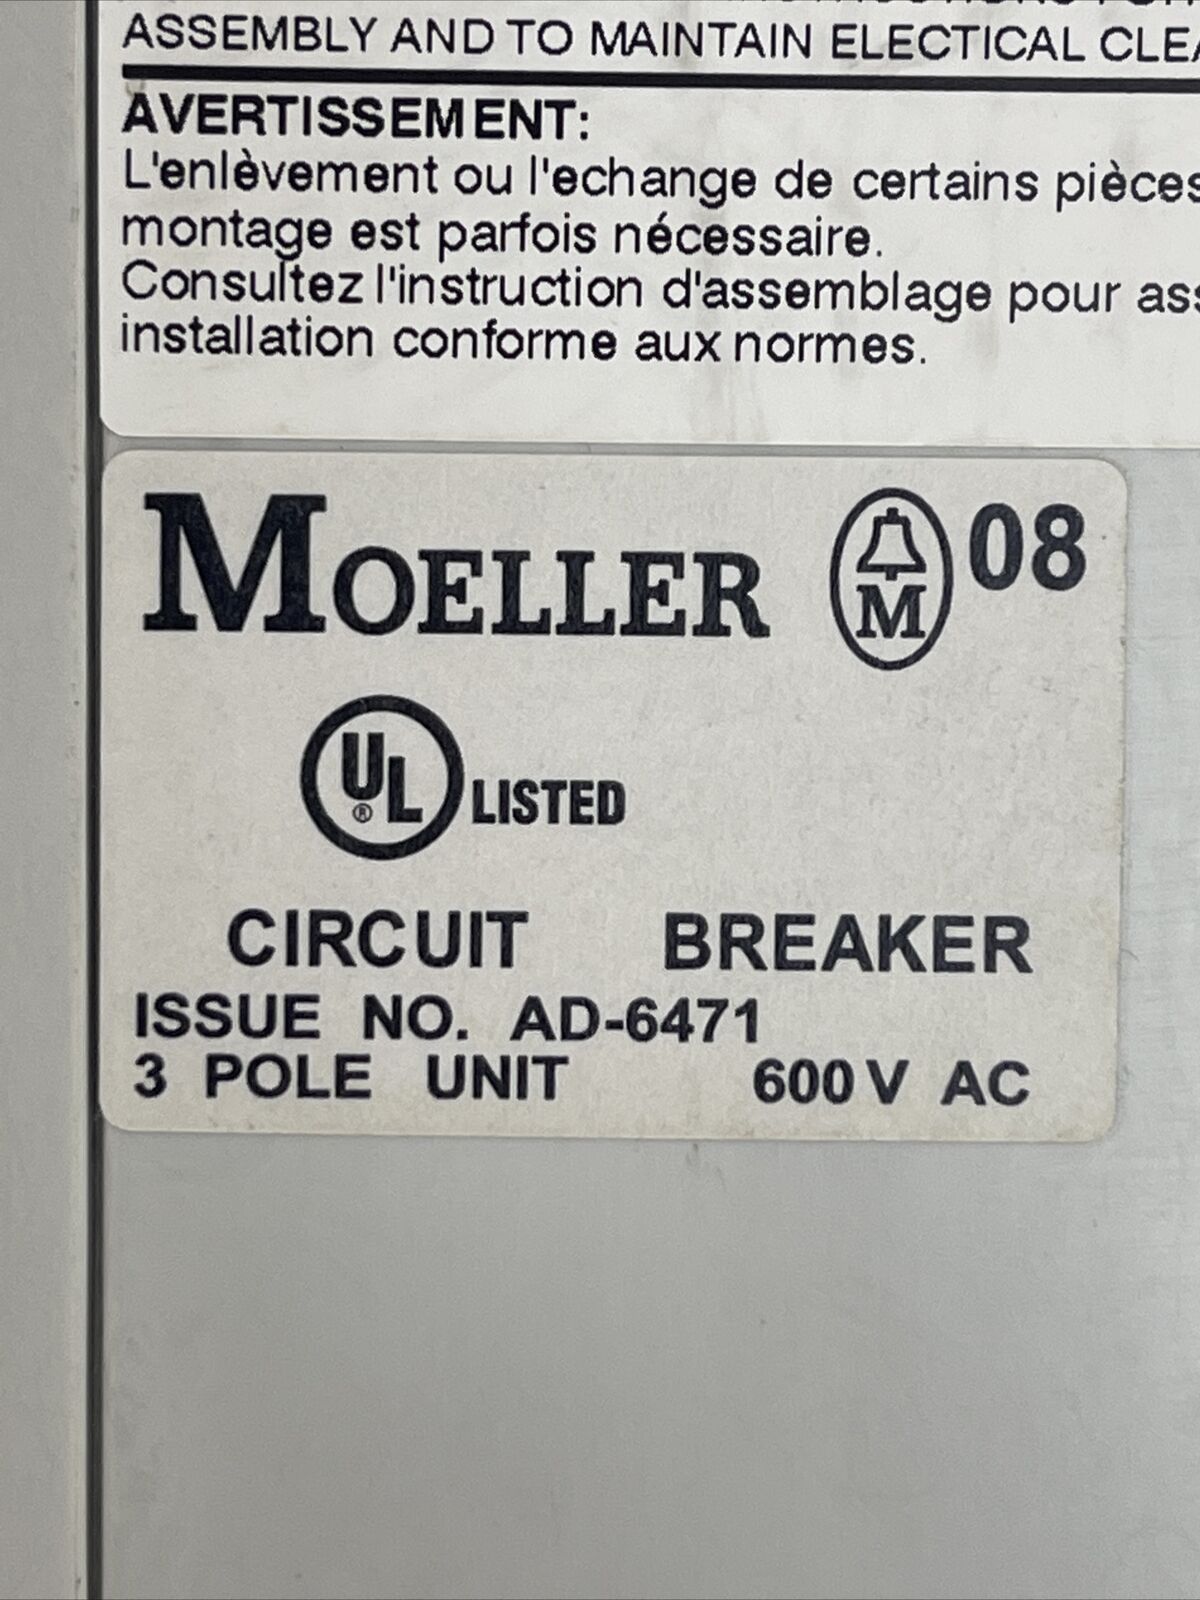 ASSEMBLY AND TO MAINTAIN ELECTICAL
AVERTISSEMENT:
L'enlèvement ou l'echange de certains pièces
montage est parfois nécessaire.
Consultez l'instruction d'assemblage pour
installation conforme aux normes.
MOELLER M 08
UL® LISTED
CIRCUIT BREAKER
ISSUE NO. AD-6471
3 POLE UNIT 600 V AC